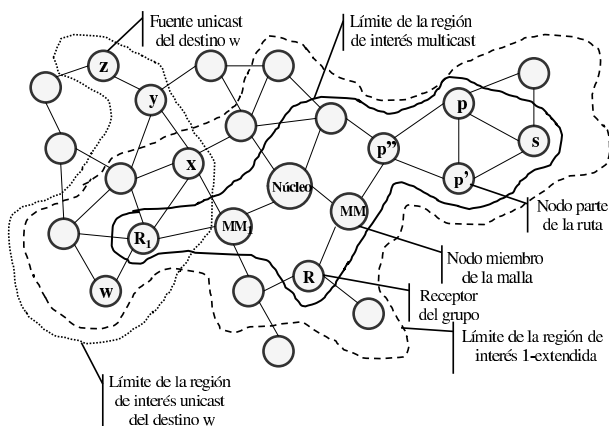 Fuente unicast
del destino w
Límite de la región
de interés multicast
z
y
p
s
p''
x
Núcleo
p'
MM
R₁
MM₁
Nodo parte
de la ruta
Nodo miembro
de la malla
w
R
Receptor
del grupo
Límite de la región de
interés 1-extendida
Límite de la región
de interés unicast
del destino w